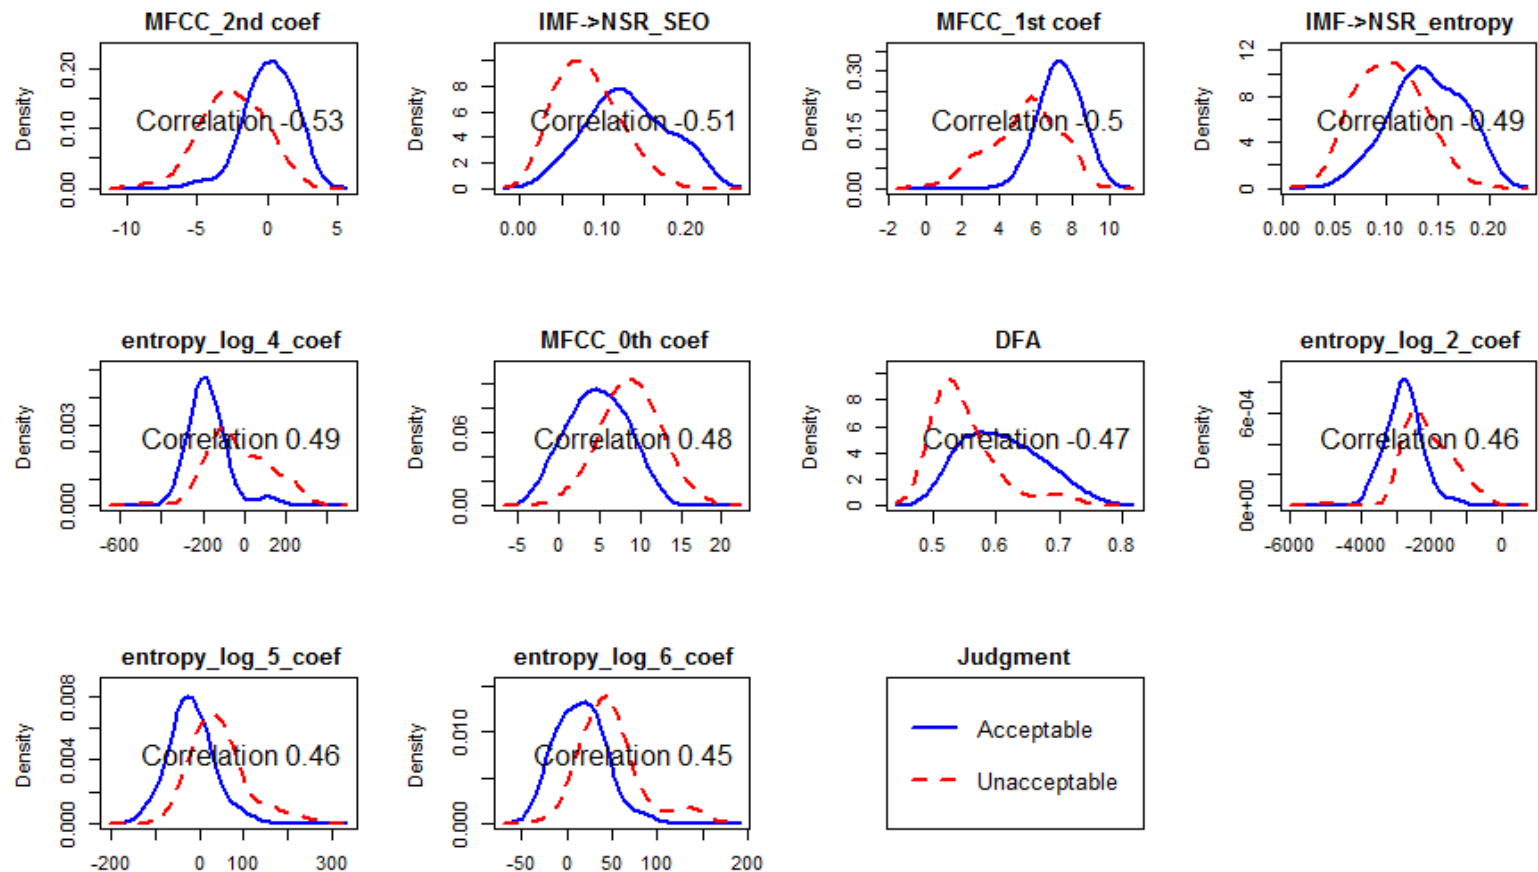 MFCC_2nd coef
Density
0.00 0.10 0.20
Correlation -0.53
-10 -5 0 5
IMF->NSR_SEO
Density
0 2 4 6 8
Correlation -0.51
0.00 0.10 0.20
MFCC_1st coef
Density
0.00 0.15 0.30
Correlation -0.5
-2 0 2 4 6 8 10
IMF->NSR_entropy
Density
0 4 8 12
Correlation -0.49
0.00 0.05 0.10 0.15 0.20
entropy_log_4_coef
Density
0.000 0.003
Correlation 0.49
-600 -200 0 200
MFCC_0th coef
Density
0.00 0.06
Correlation 0.48
-5 0 5 10 15 20
DFA
Density
0 2 4 6 8
Correlation -0.47
0.5 0.6 0.7 0.8
entropy_log_2_coef
Density
0e+00 6e-04
Correlation 0.46
-6000 -4000 -2000 0
entropy_log_5_coef
Density
0.000 0.004 0.008
Correlation 0.46
-200 0 100 300
entropy_log_6_coef
Density
0.000 0.010
Correlation 0.45
-50 0 50 100 200
Judgment
Acceptable
Unacceptable